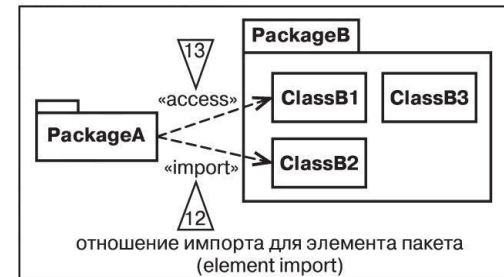 PackageB
13
«access»
ClassB1
ClassB3
PackageA
«import»
ClassB2
12
отношение импорта для элемента пакета
(element import)